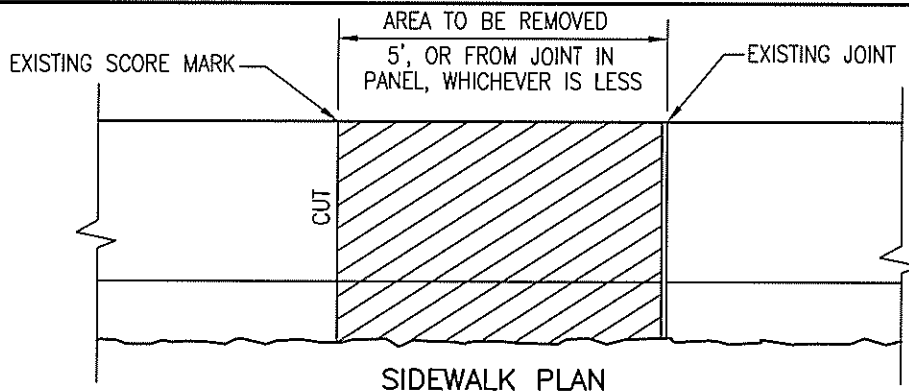 AREA TO BE REMOVED
5', OR FROM JOINT IN
PANEL, WHICHEVER IS LESS
EXISTING SCORE MARK
EXISTING JOINT
CUT
SIDEWALK PLAN